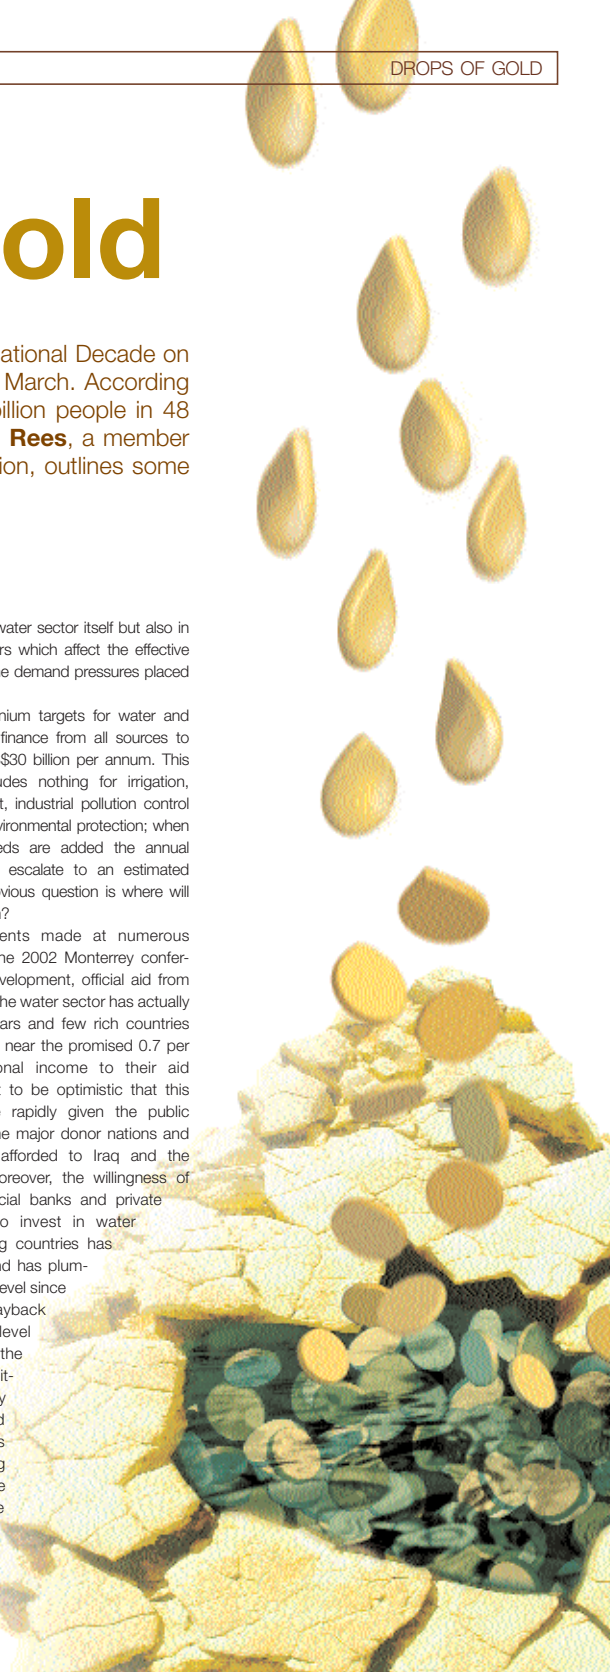 DROPS OF GOLD
old
ational Decade on
March. According
illion people in 48
Rees, a member
ion, outlines some
water sector itself but also in
rs which affect the effective
e demand pressures placed
nium targets for water and
finance from all sources to
$30 billion per annum. This
udes nothing for irrigation,
t, industrial pollution control
vironmental protection; when
eds are added the annual
escalate to an estimated
vious question is where will
n?
ents made at numerous
he 2002 Monterrey confer-
velopment, official aid from
he water sector has actually
ars and few rich countries
near the promised 0.7 per
onal income to their aid
t to be optimistic that this
e rapidly given the public
he major donor nations and
afforded to Iraq and the
oreover, the willingness of
cial banks and private
o invest in water
g countries has
nd has plum-
evel since
ayback
level
the
it-
y
d
s
g
e
e